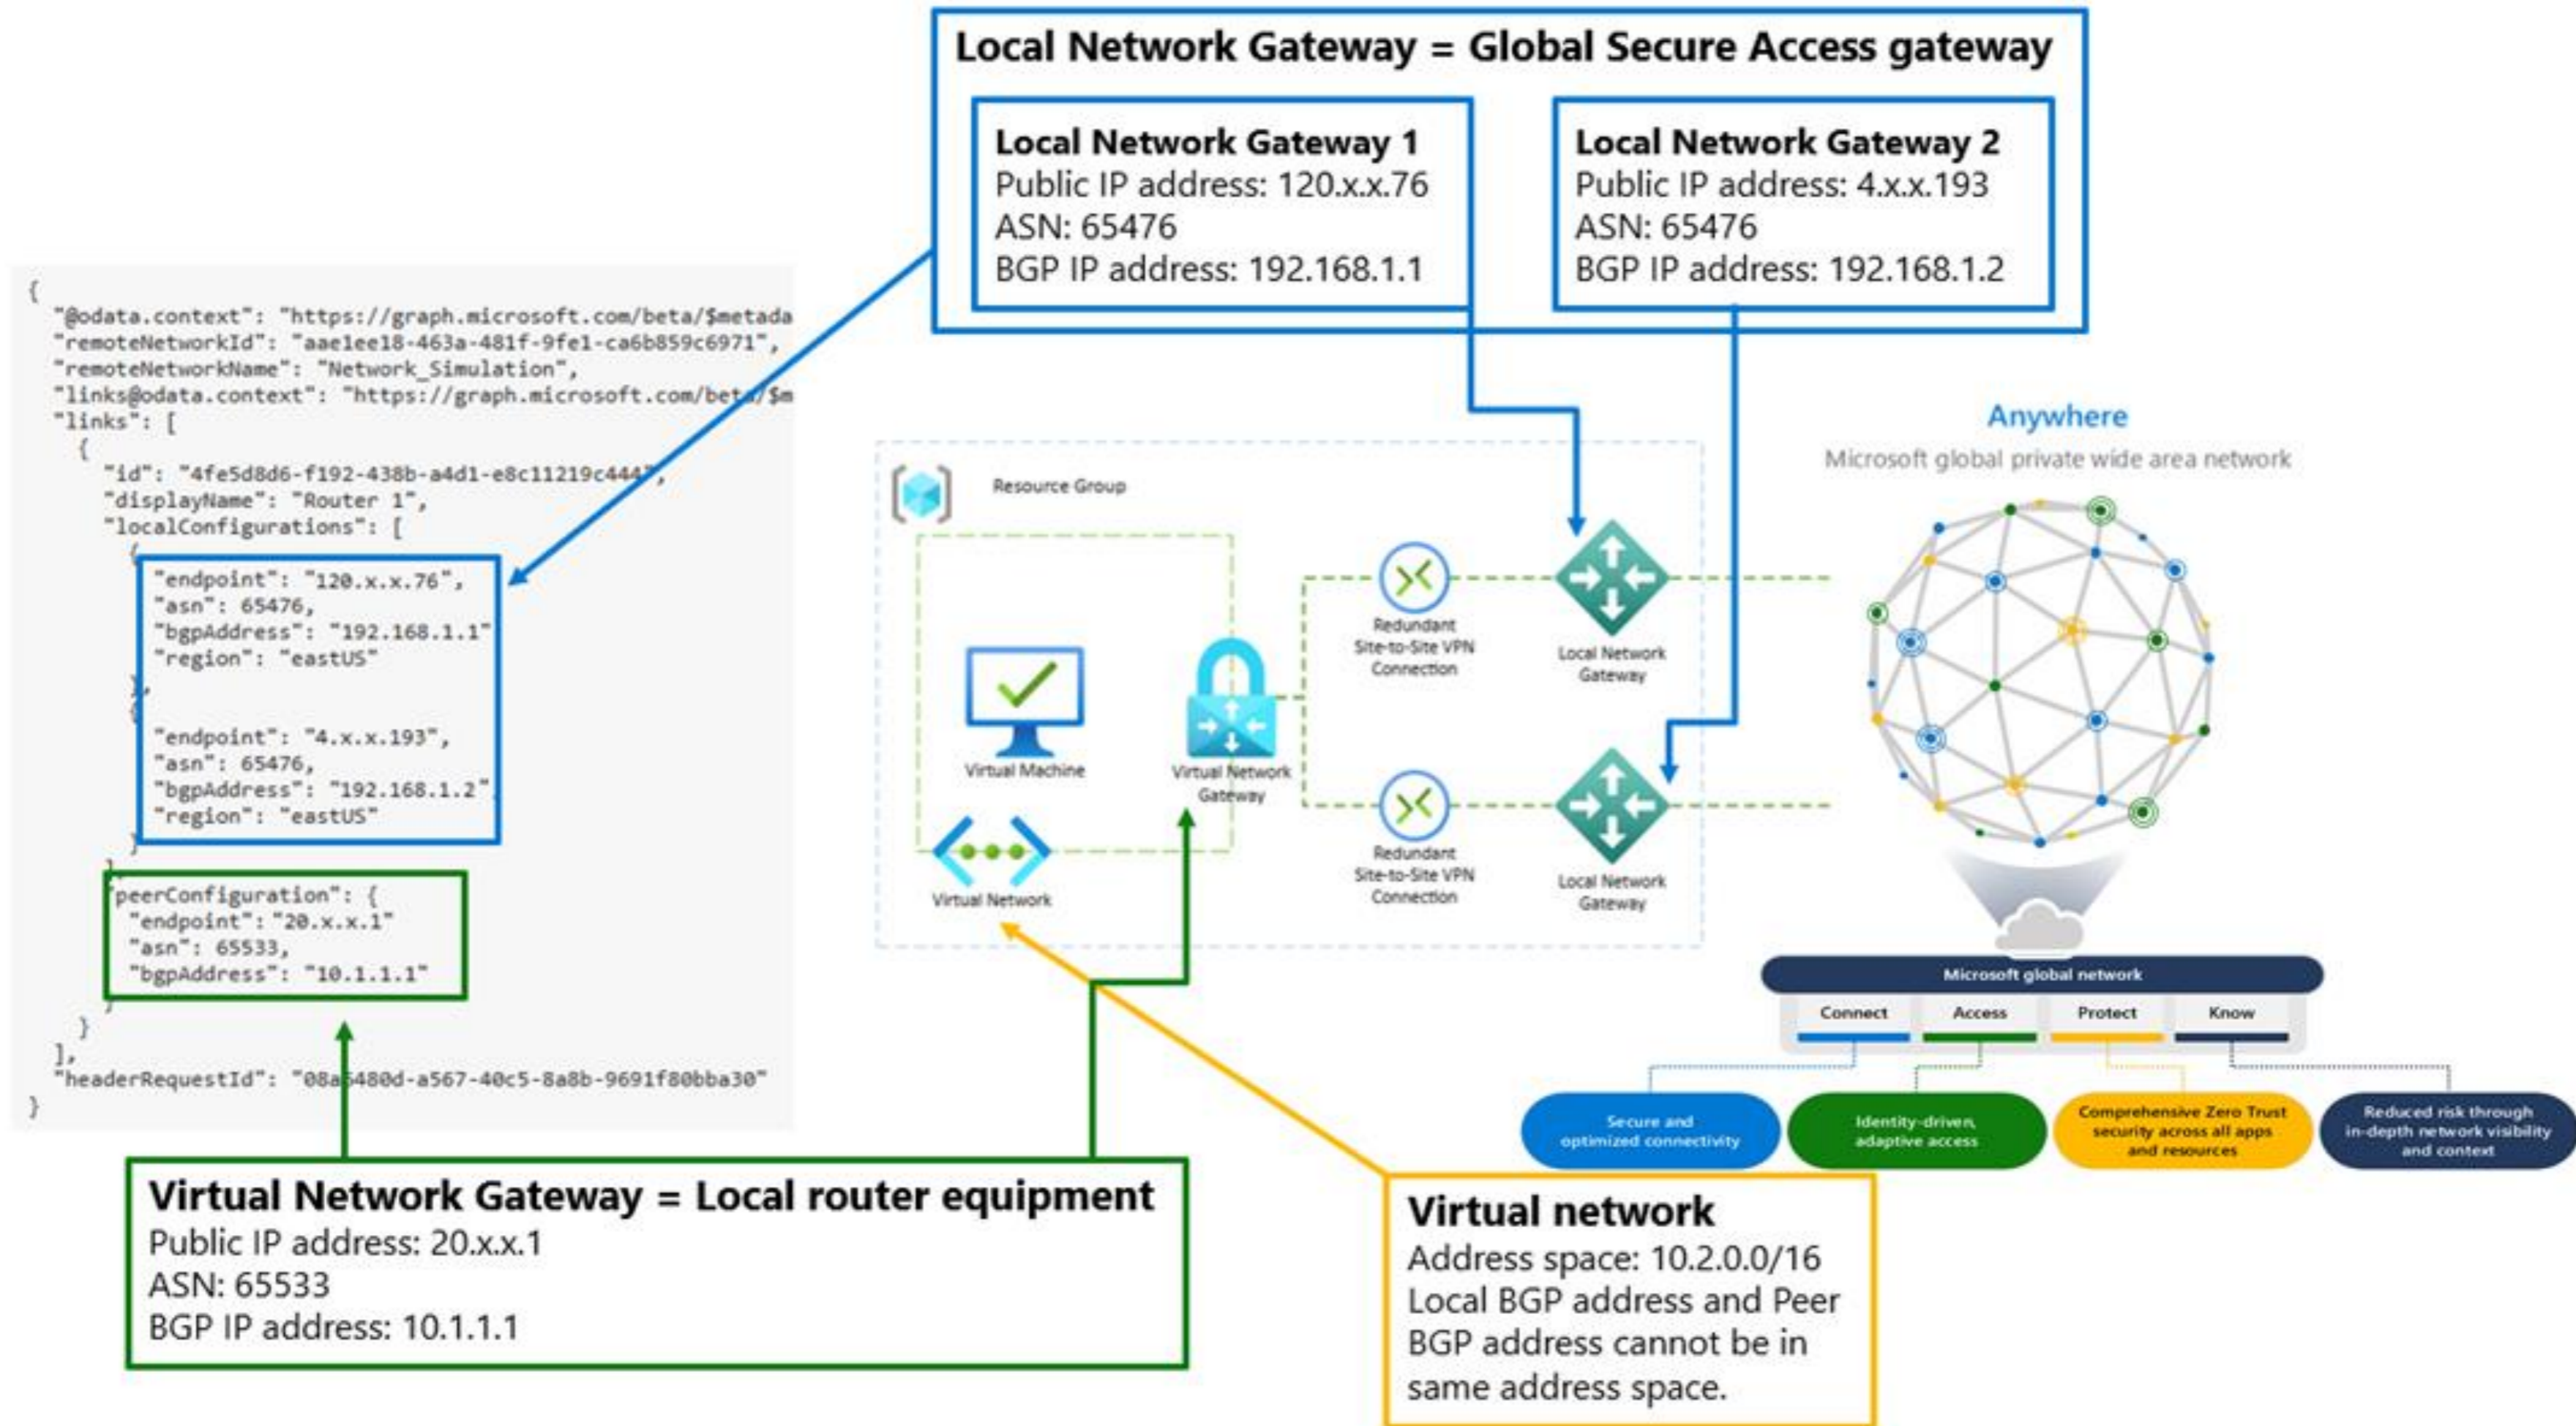 Local Network Gateway = Global Secure Access gateway
Local Network Gateway 1
Public IP address: 120.x.x.76
ASN: 65476
BGP IP address: 192.168.1.1
Local Network Gateway 2
Public IP address: 4.x.x.193
ASN: 65476
BGP IP address: 192.168.1.2
{
"@odata.context": "https://graph.microsoft.com/beta/$metada
"remoteNetworkId": "aae1ee18-463a-481f-9fe1-ca6b859c6971",
"remoteNetworkName": "Network_Simulation",
"links@odata.context": "https://graph.microsoft.com/beta/$m
"links": [
{
"id": "4fe5d8d6-f192-438b-a4d1-e8c11219c444",
"displayName": "Router 1",
"localConfigurations": [
{
"endpoint": "120.x.x.76",
"asn": 65476,
"bgpAddress": "192.168.1.1"
"region": "eastUS"
},
{
"endpoint": "4.x.x.193",
"asn": 65476,
"bgpAddress": "192.168.1.2"
"region": "eastUS"
}
]
"peerConfiguration": {
"endpoint":"20.x.x.1"
"asn": 65533,
"bgpAddress": "10.1.1.1"
}
}
],
"headerRequestId": "08a5480d-a567-40c5-8a8b-9691f80bba30"
}
Resource Group
Virtual Machine
Virtual Network
Gateway
Virtual Network
Redundant
Site-to-Site VPN
Connection
Local Network
Gateway
Redundant
Site-to-Site VPN
Connection
Local Network
Gateway
Anywhere
Microsoft global private wide area network
Microsoft global network
Connect
Access
Protect
Know
Secure and
optimized connectivity
Identity-driven,
adaptive access
Comprehensive Zero Trust
security across all apps
and resources
Reduced risk through
in-depth network visibility
and context
Virtual Network Gateway = Local router equipment
Public IP address: 20.x.x.1
ASN: 65533
BGP IP address: 10.1.1.1
Virtual network
Address space: 10.2.0.0/16
Local BGP address and Peer
BGP address cannot be in
same address space.